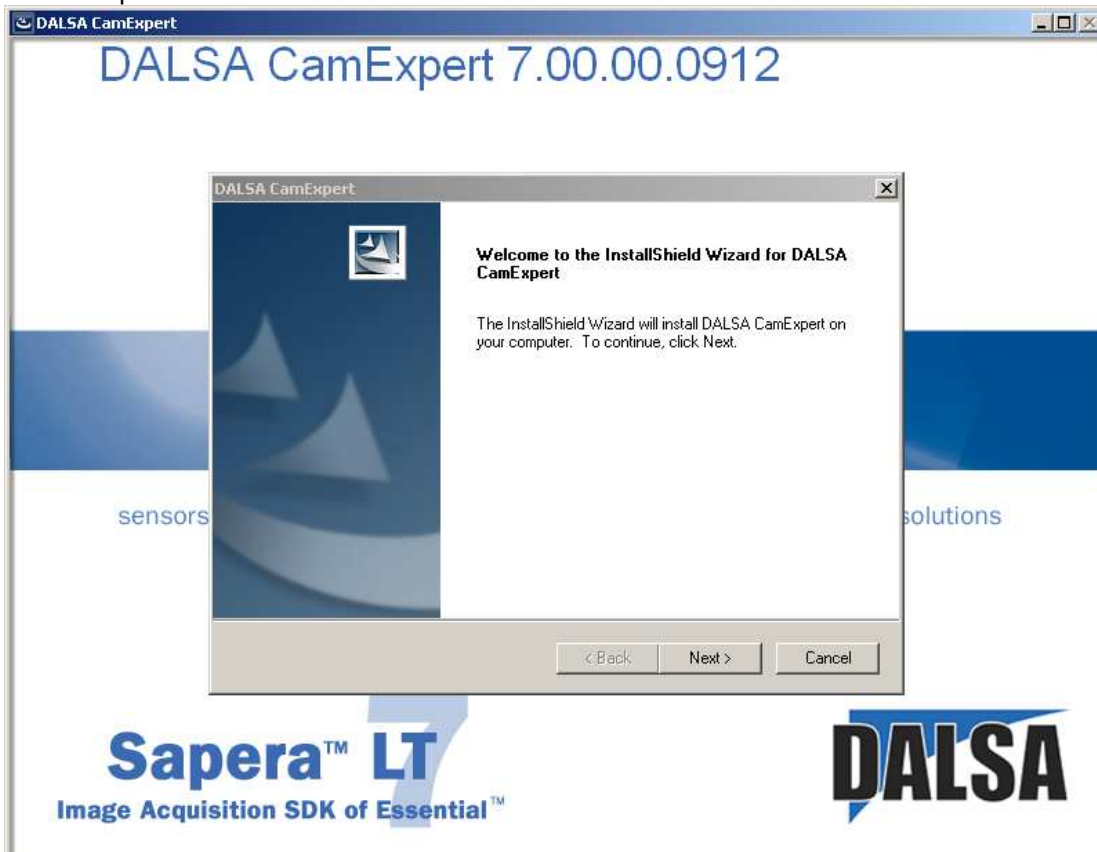 DALSA CamExpert
DALSA CamExpert 7.00.00.0912
DALSA CamExpert
Welcome to the InstallShield Wizard for DALSA
CamExpert
The InstallShield Wizard will install DALSA CamExpert on
your computer. To continue, click Next.
sensors
solutions
< Back
Next >
Cancel
7
Sapera™ LT
Image Acquisition SDK of Essential™
DALSA